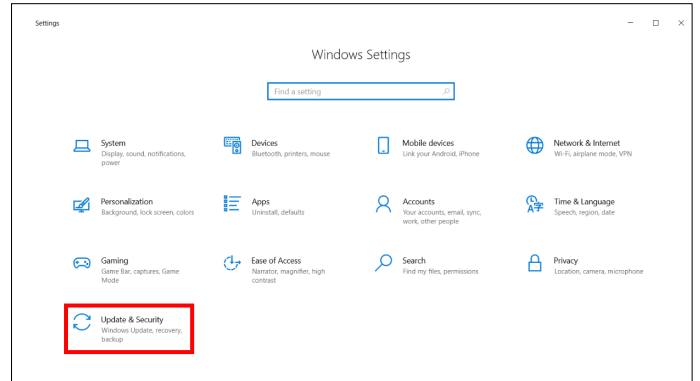 Settings
Windows Settings
Find a setting
System
Display, sound, notifications,
power
Devices
Bluetooth, printers, mouse
Mobile devices
Link your Android, iPhone
Network & Internet
Wi-Fi, airplane mode, VPN
Personalization
Background, lock screen, colors
Apps
Uninstall, defaults
Accounts
Your accounts, email, sync,
work, other people
Time & Language
Speech, region, date
Gaming
Game Bar, captures, Game
Mode
Ease of Access
Narrator, magnifier, high
contrast
Search
Find my files, permissions
Privacy
Location, camera, microphone
Update & Security
Windows Update, recovery,
backup